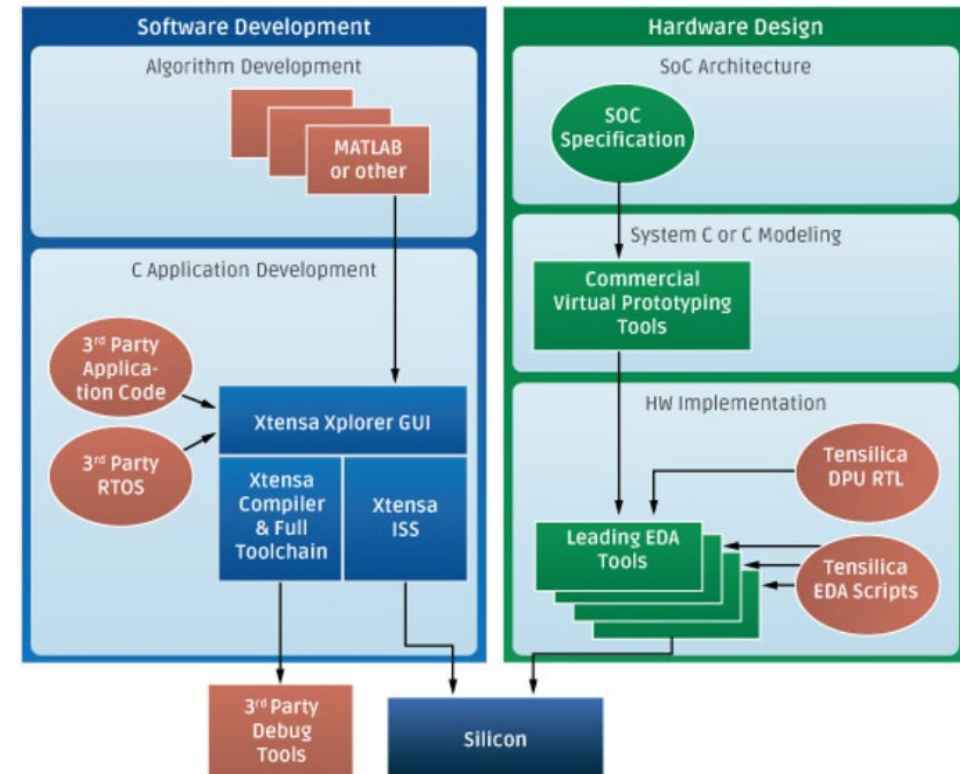 Software Development
Algorithm Development
MATLAB
or other
C Application Development
3rd Party
Applica-
tion Code
3rd Party
RTOS
Xtensa Xplorer GUI
Xtensa
Compiler
& Full
Toolchain
Xtensa
ISS
3rd Party
Debug
Tools
Hardware Design
SoC Architecture
SOC
Specification
System C or C Modeling
Commercial
Virtual Prototyping
Tools
HW Implementation
Tensilica
DPU RTL
Leading EDA
Tools
Tensilica
EDA Scripts
Silicon